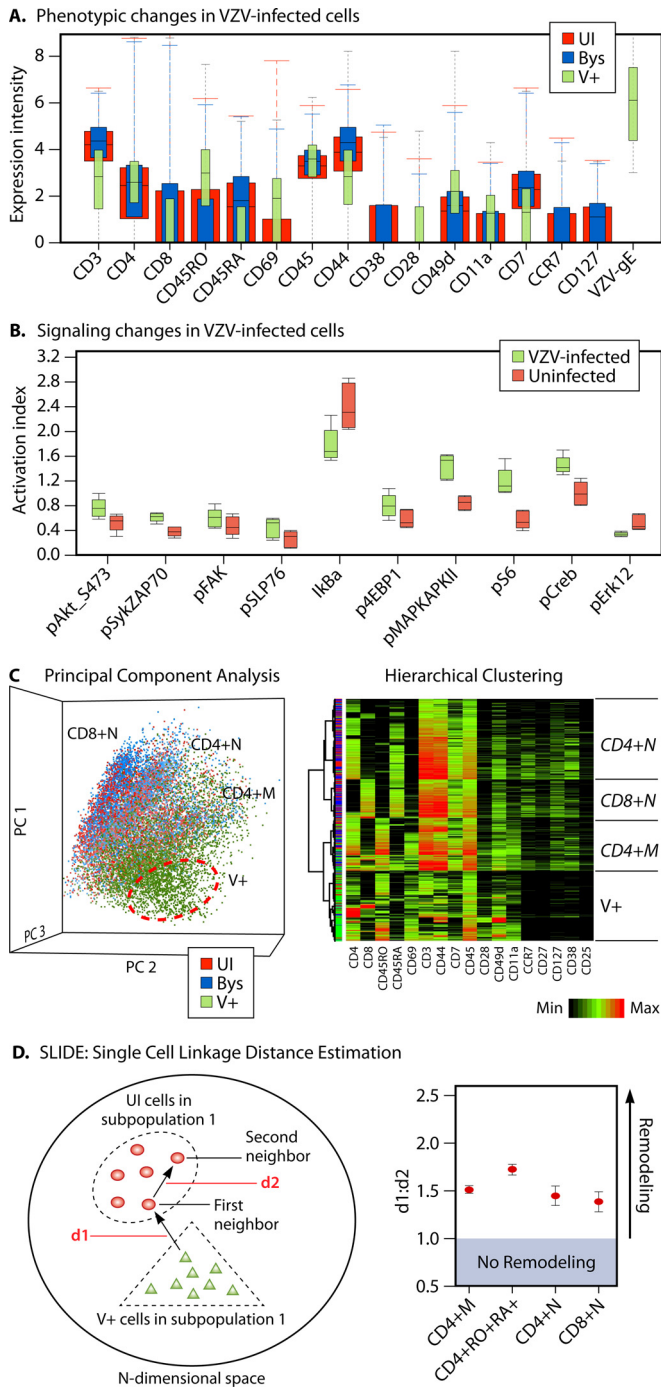 A. Phenotypic changes in VZV-infected cells
Expression intensity
8
6
4
2
0
UI
Bys
V+
CD3
CD4
CD8
CD45RO
CD45RA
CD69
CD45
CD44
CD38
CD28
CD49d
CD11a
CD7
CCR7
CD127
VZV-gE
B. Signaling changes in VZV-infected cells
Activation index
3.2
2.8
2.4
2.0
1.6
1.2
0.8
0.4
0.0
VZV-infected
Uninfected
pAkt_S473
pSykZAP70
pFAK
pSLP76
IkBa
p4EBP1
pMAPKAPKII
pS6
pCreb
pErk12
C Principal Component Analysis
CD8+N
CD4+N
CD4+M
V+
PC 1
PC 3
PC 2
UI
Bys
V+
Hierarchical Clustering
CD4+N
CD8+N
CD4+M
V+
CD4
CD8
CD45RO
CD45RA
CD69
CD3
CD44
CD7
CD45
CD28
CD49d
CD11a
CCR7
CD27
CD127
CD38
CD25
Min
Max
D. SLIDE: Single Cell Linkage Distance Estimation
UI cells in
subpopulation 1
Second
neighbor
d2
First
neighbor
d1
V+ cells in subpopulation 1
N-dimensional space
d1:d2
2.5
2.0
1.5
1.0
0.5
No Remodeling
Remodeling
CD4+M
CD4+RO+RA+
CD4+N
CD8+N